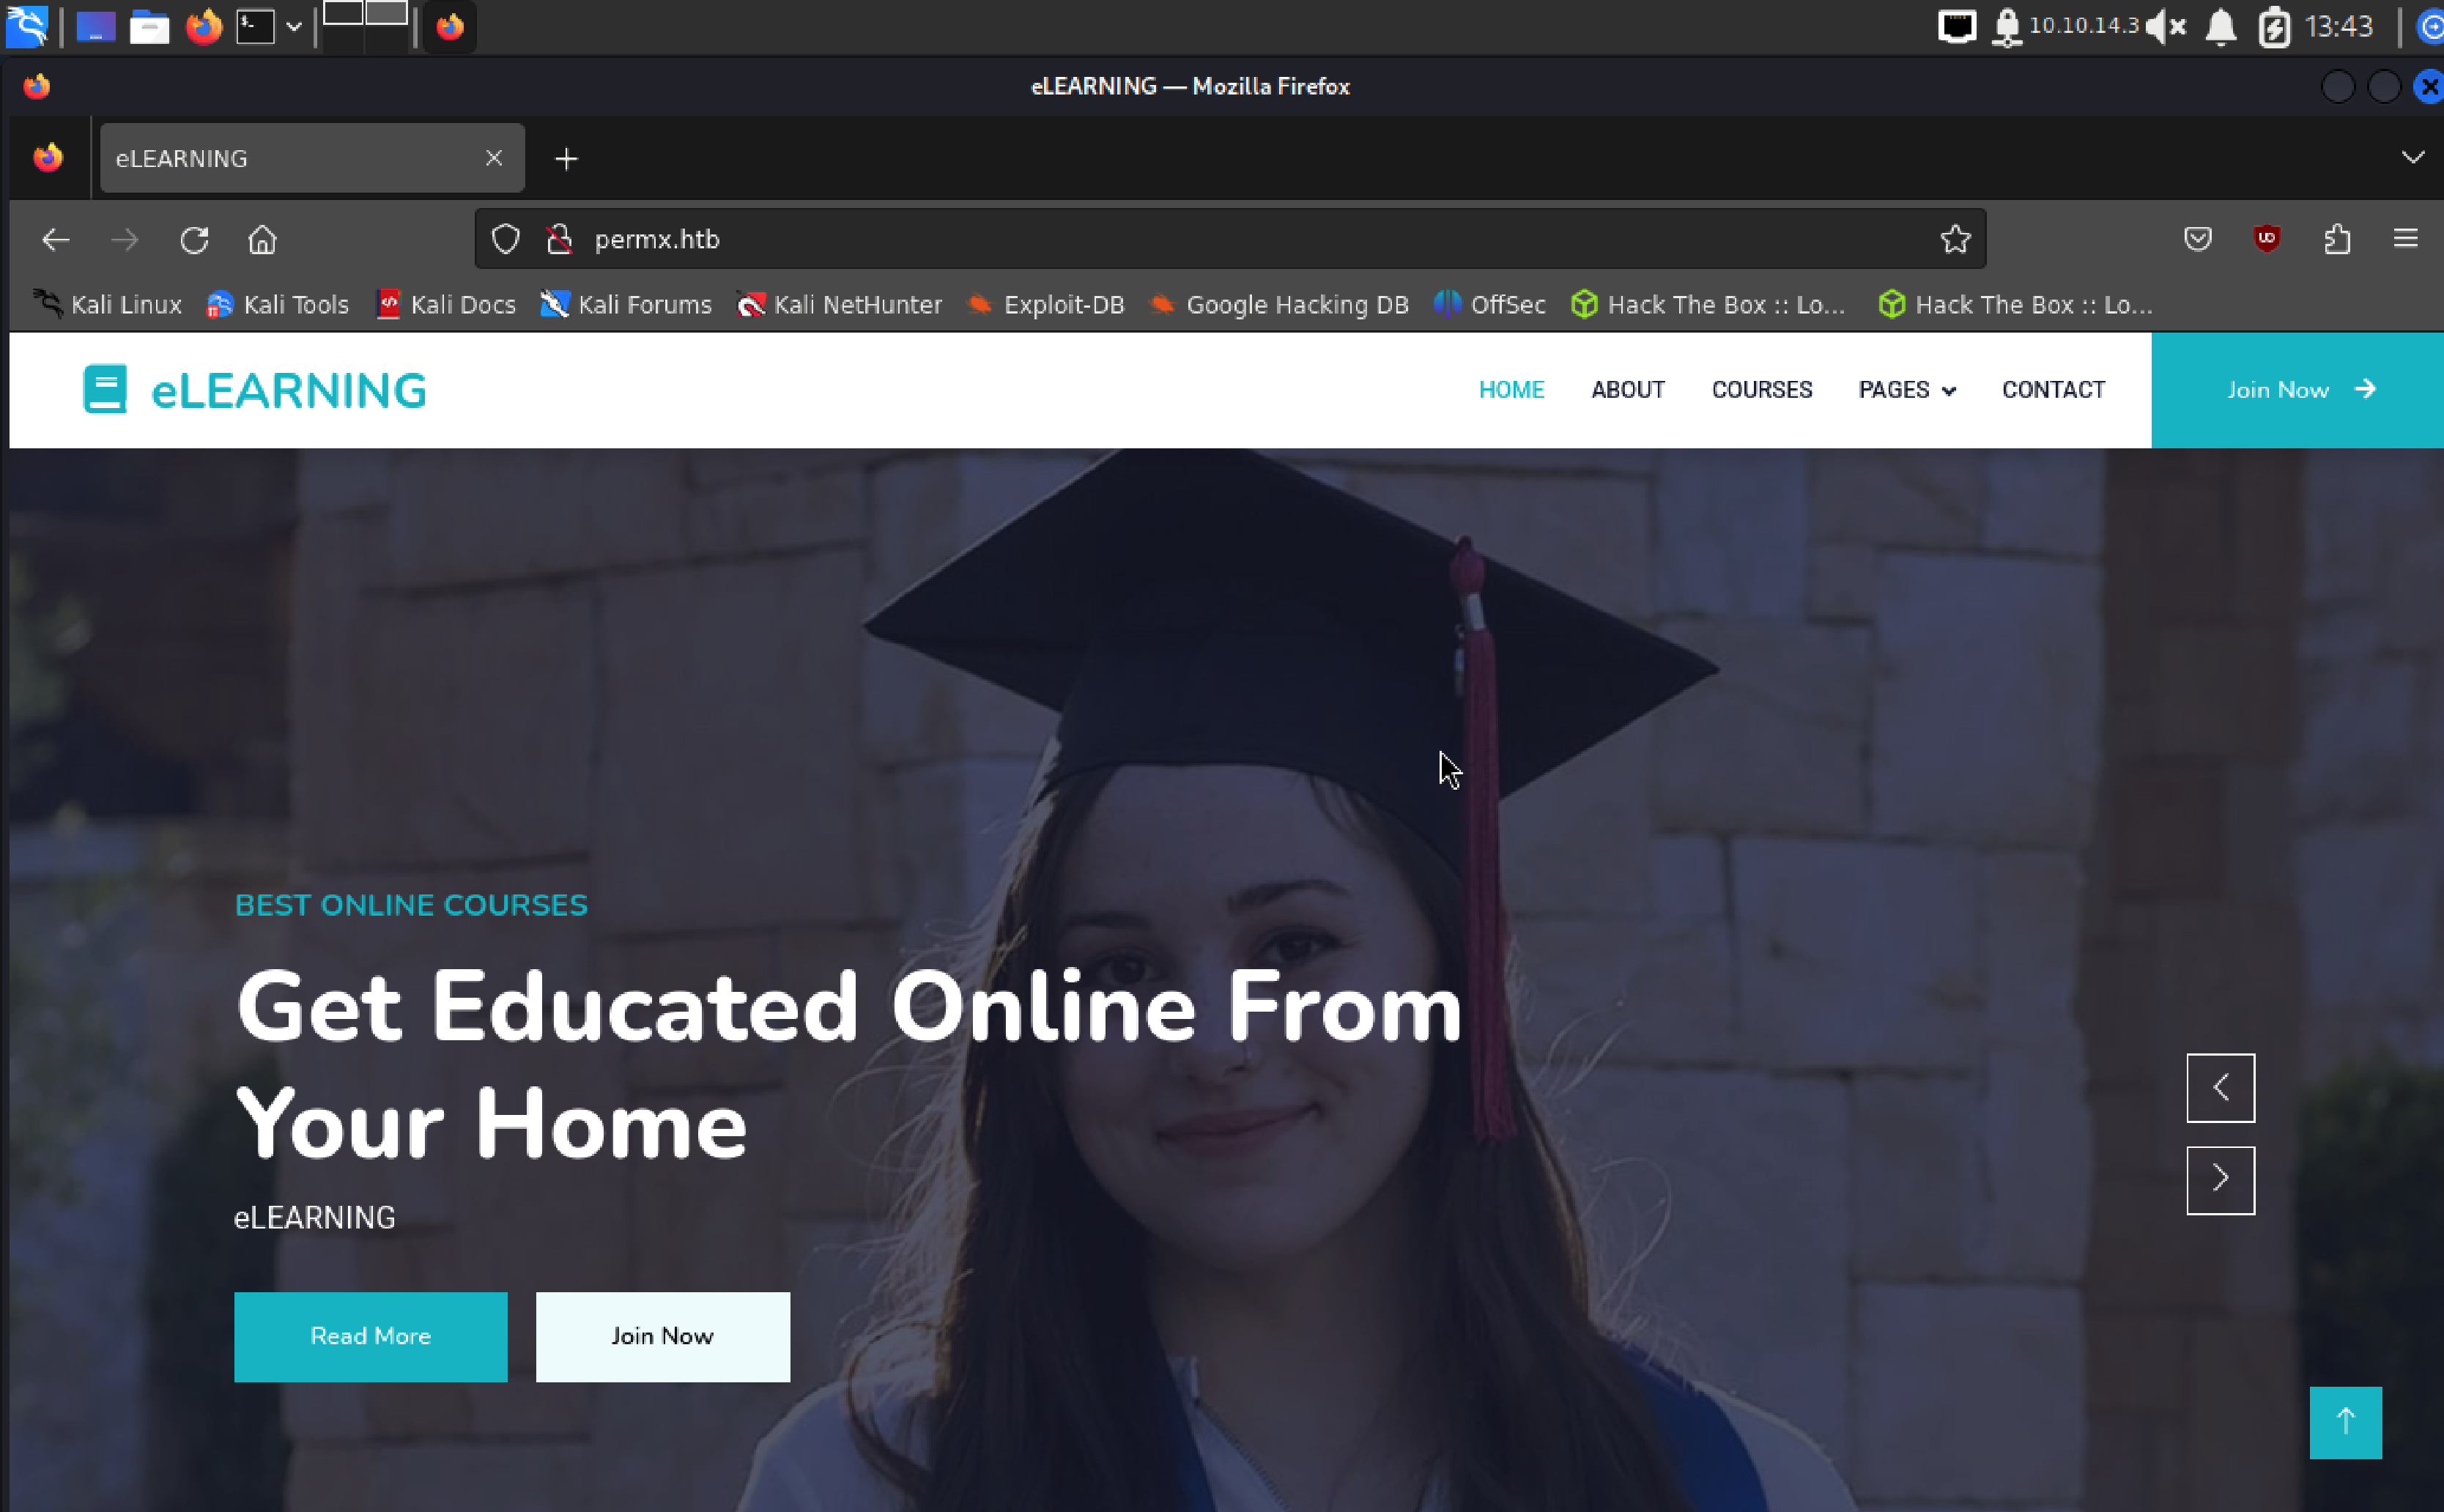 10.10.14.3 13:43
eLEARNING — Mozilla Firefox
eLEARNING
permx.htb
Kali Linux Kali Tools Kali Docs Kali Forums Kali NetHunter Exploit-DB Google Hacking DB OffSec Hack The Box :: Lo... Hack The Box :: Lo...
eLEARNING HOME ABOUT COURSES PAGES CONTACT Join Now
BEST ONLINE COURSES
Get Educated Online From
Your Home
eLEARNING
Read More Join Now